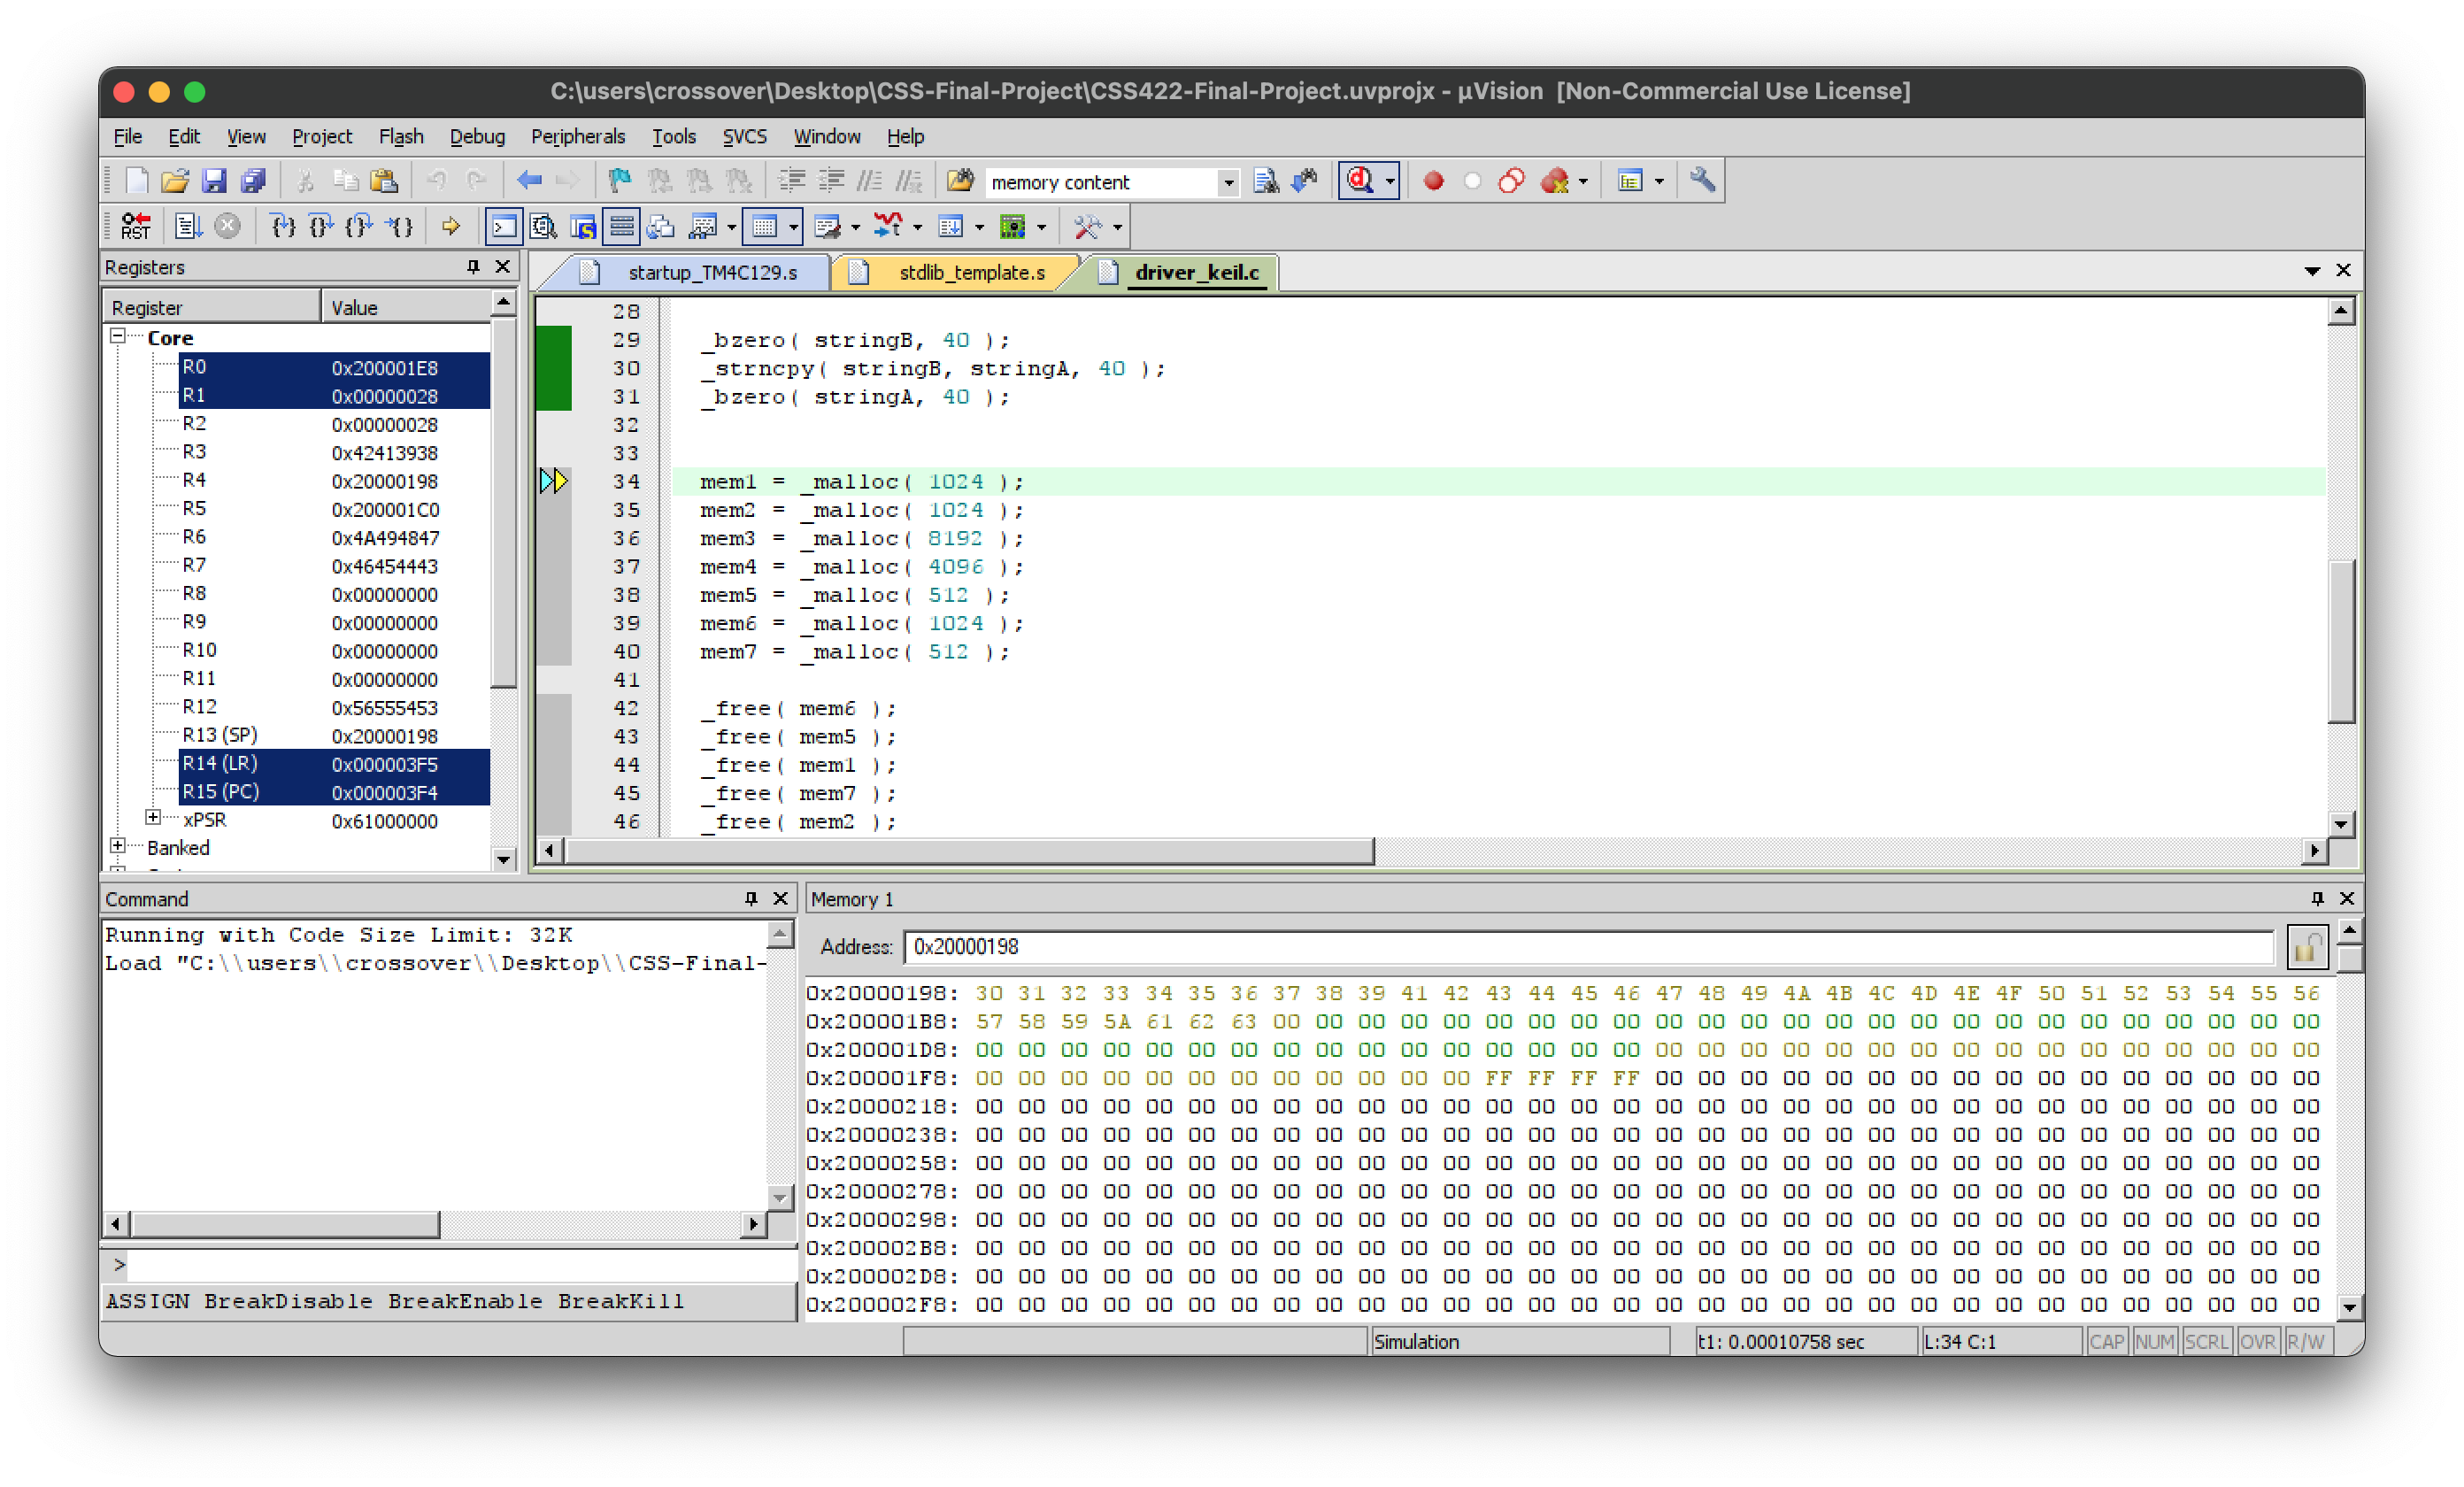 C:\users\crossover\Desktop\CSS-Final-Project\CSS422-Final-Project.uvprojx - µVision [Non-Commercial Use License]
File Edit View Project Flash Debug Peripherals Tools SVCS Window Help
memory content
RST
Registers
Register Value
Core
R0 0x200001E8
R1 0x00000028
R2 0x00000028
R3 0x42413938
R4 0x20000198
R5 0x200001C0
R6 0x4A494847
R7 0x46454443
R8 0x00000000
R9 0x00000000
R10 0x00000000
R11 0x00000000
R12 0x56555453
R13 (SP) 0x20000198
R14 (LR) 0x000003F5
R15 (PC) 0x000003F4
xPSR 0x61000000
Banked
startup_TM4C129.s stdlib_template.s driver_keil.c
28
29 _bzero( stringB, 40 );
30 _strncpy( stringB, stringA, 40 );
31 _bzero( stringA, 40 );
32
33
34 mem1 = _malloc( 1024 );
35 mem2 = _malloc( 1024 );
36 mem3 = _malloc( 8192 );
37 mem4 = _malloc( 4096 );
38 mem5 = _malloc( 512 );
39 mem6 = _malloc( 1024 );
40 mem7 = _malloc( 512 );
41
42 _free( mem6 );
43 _free( mem5 );
44 _free( mem1 );
45 _free( mem7 );
46 _free( mem2 );
Command
Running with Code Size Limit: 32K
Load "C:\\users\\crossover\\Desktop\\CSS-Final-
>
ASSIGN BreakDisable BreakEnable BreakKill
Memory 1
Address: 0x20000198
0x20000198: 30 31 32 33 34 35 36 37 38 39 41 42 43 44 45 46 47 48 49 4A 4B 4C 4D 4E 4F 50 51 52 53 54 55 56
0x200001B8: 57 58 59 5A 61 62 63 00 00 00 00 00 00 00 00 00 00 00 00 00 00 00 00 00 00 00 00 00 00 00 00 00
0x200001D8: 00 00 00 00 00 00 00 00 00 00 00 00 00 00 00 00 00 00 00 00 00 00 00 00 00 00 00 00 00 00 00 00
0x200001F8: 00 00 00 00 00 00 00 00 00 00 00 00 FF FF FF FF 00 00 00 00 00 00 00 00 00 00 00 00 00 00 00 00
0x20000218: 00 00 00 00 00 00 00 00 00 00 00 00 00 00 00 00 00 00 00 00 00 00 00 00 00 00 00 00 00 00 00 00
0x20000238: 00 00 00 00 00 00 00 00 00 00 00 00 00 00 00 00 00 00 00 00 00 00 00 00 00 00 00 00 00 00 00 00
0x20000258: 00 00 00 00 00 00 00 00 00 00 00 00 00 00 00 00 00 00 00 00 00 00 00 00 00 00 00 00 00 00 00 00
0x20000278: 00 00 00 00 00 00 00 00 00 00 00 00 00 00 00 00 00 00 00 00 00 00 00 00 00 00 00 00 00 00 00 00
0x20000298: 00 00 00 00 00 00 00 00 00 00 00 00 00 00 00 00 00 00 00 00 00 00 00 00 00 00 00 00 00 00 00 00
0x200002B8: 00 00 00 00 00 00 00 00 00 00 00 00 00 00 00 00 00 00 00 00 00 00 00 00 00 00 00 00 00 00 00 00
0x200002D8: 00 00 00 00 00 00 00 00 00 00 00 00 00 00 00 00 00 00 00 00 00 00 00 00 00 00 00 00 00 00 00 00
0x200002F8: 00 00 00 00 00 00 00 00 00 00 00 00 00 00 00 00 00 00 00 00 00 00 00 00 00 00 00 00 00 00 00 00
Simulation t1: 0.00010758 sec L:34 C:1 CAP NUM SCRL OVR R/W